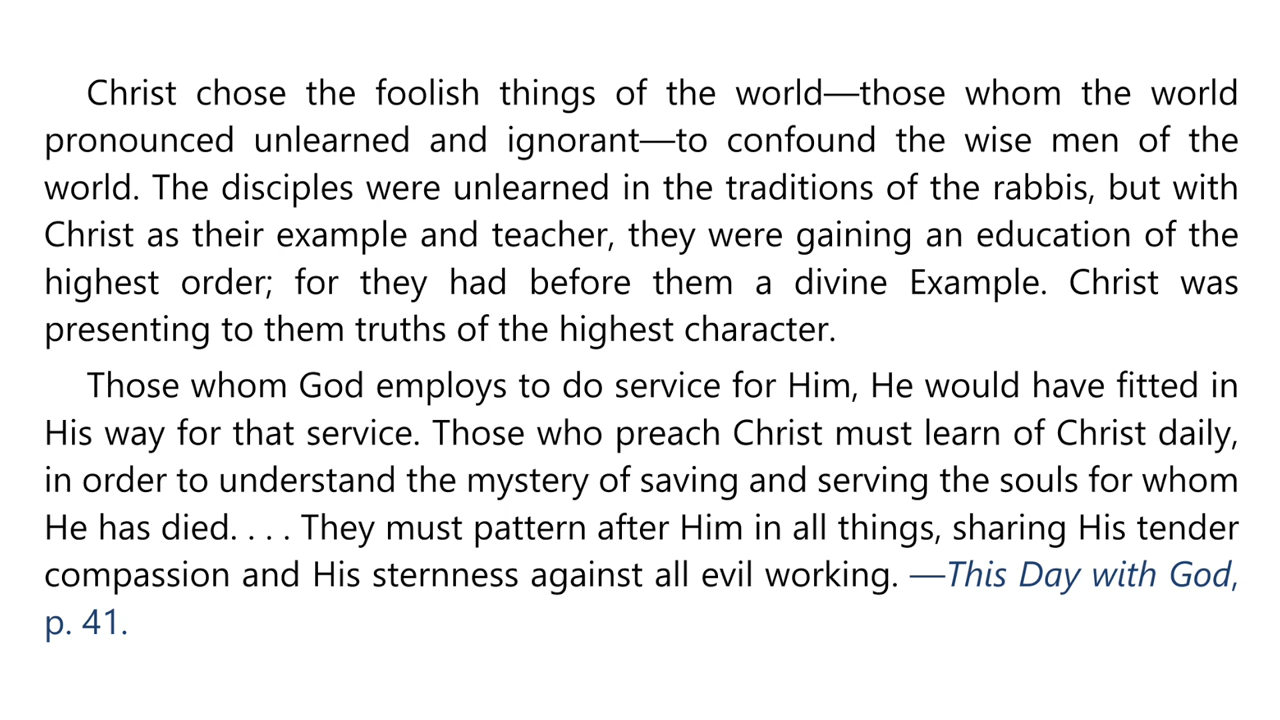 Christ chose the foolish things of the world—those whom the world
pronounced unlearned and ignorant—to confound the wise men of the
world. The disciples were unlearned in the traditions of the rabbis, but with
Christ as their example and teacher, they were gaining an education of the
highest order; for they had before them a divine Example. Christ was
presenting to them truths of the highest character.
Those whom God employs to do service for Him, He would have fitted in
His way for that service. Those who preach Christ must learn of Christ daily,
in order to understand the mystery of saving and serving the souls for whom
He has died. . . . They must pattern after Him in all things, sharing His tender
compassion and His sternness against all evil working. —This Day with God,
p. 41.